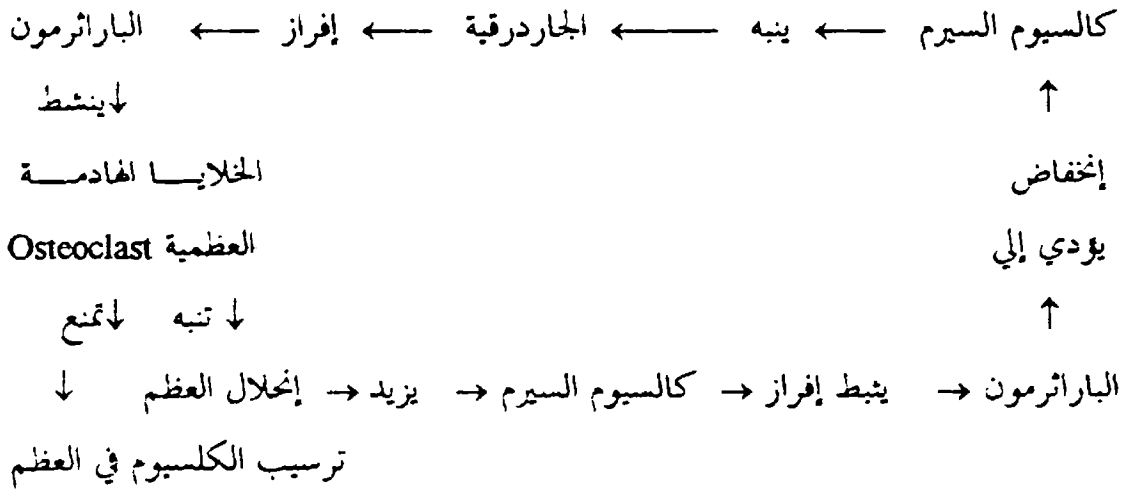 كالسيوم السيرم ← ينبه ← الجاردرقية ← إفراز ← الباراثرمون
↑ ↓ينشط
إنخفاض الخلايا الهادمة
يؤدي إلي العظمية Osteoclast
↑ ↓ تنبه ↓تمنع
الباراثرمون → يثبط إفراز → كالسيوم السيرم → يزيد → إنحلال العظم ↓
ترسيب الكلسيوم في العظم